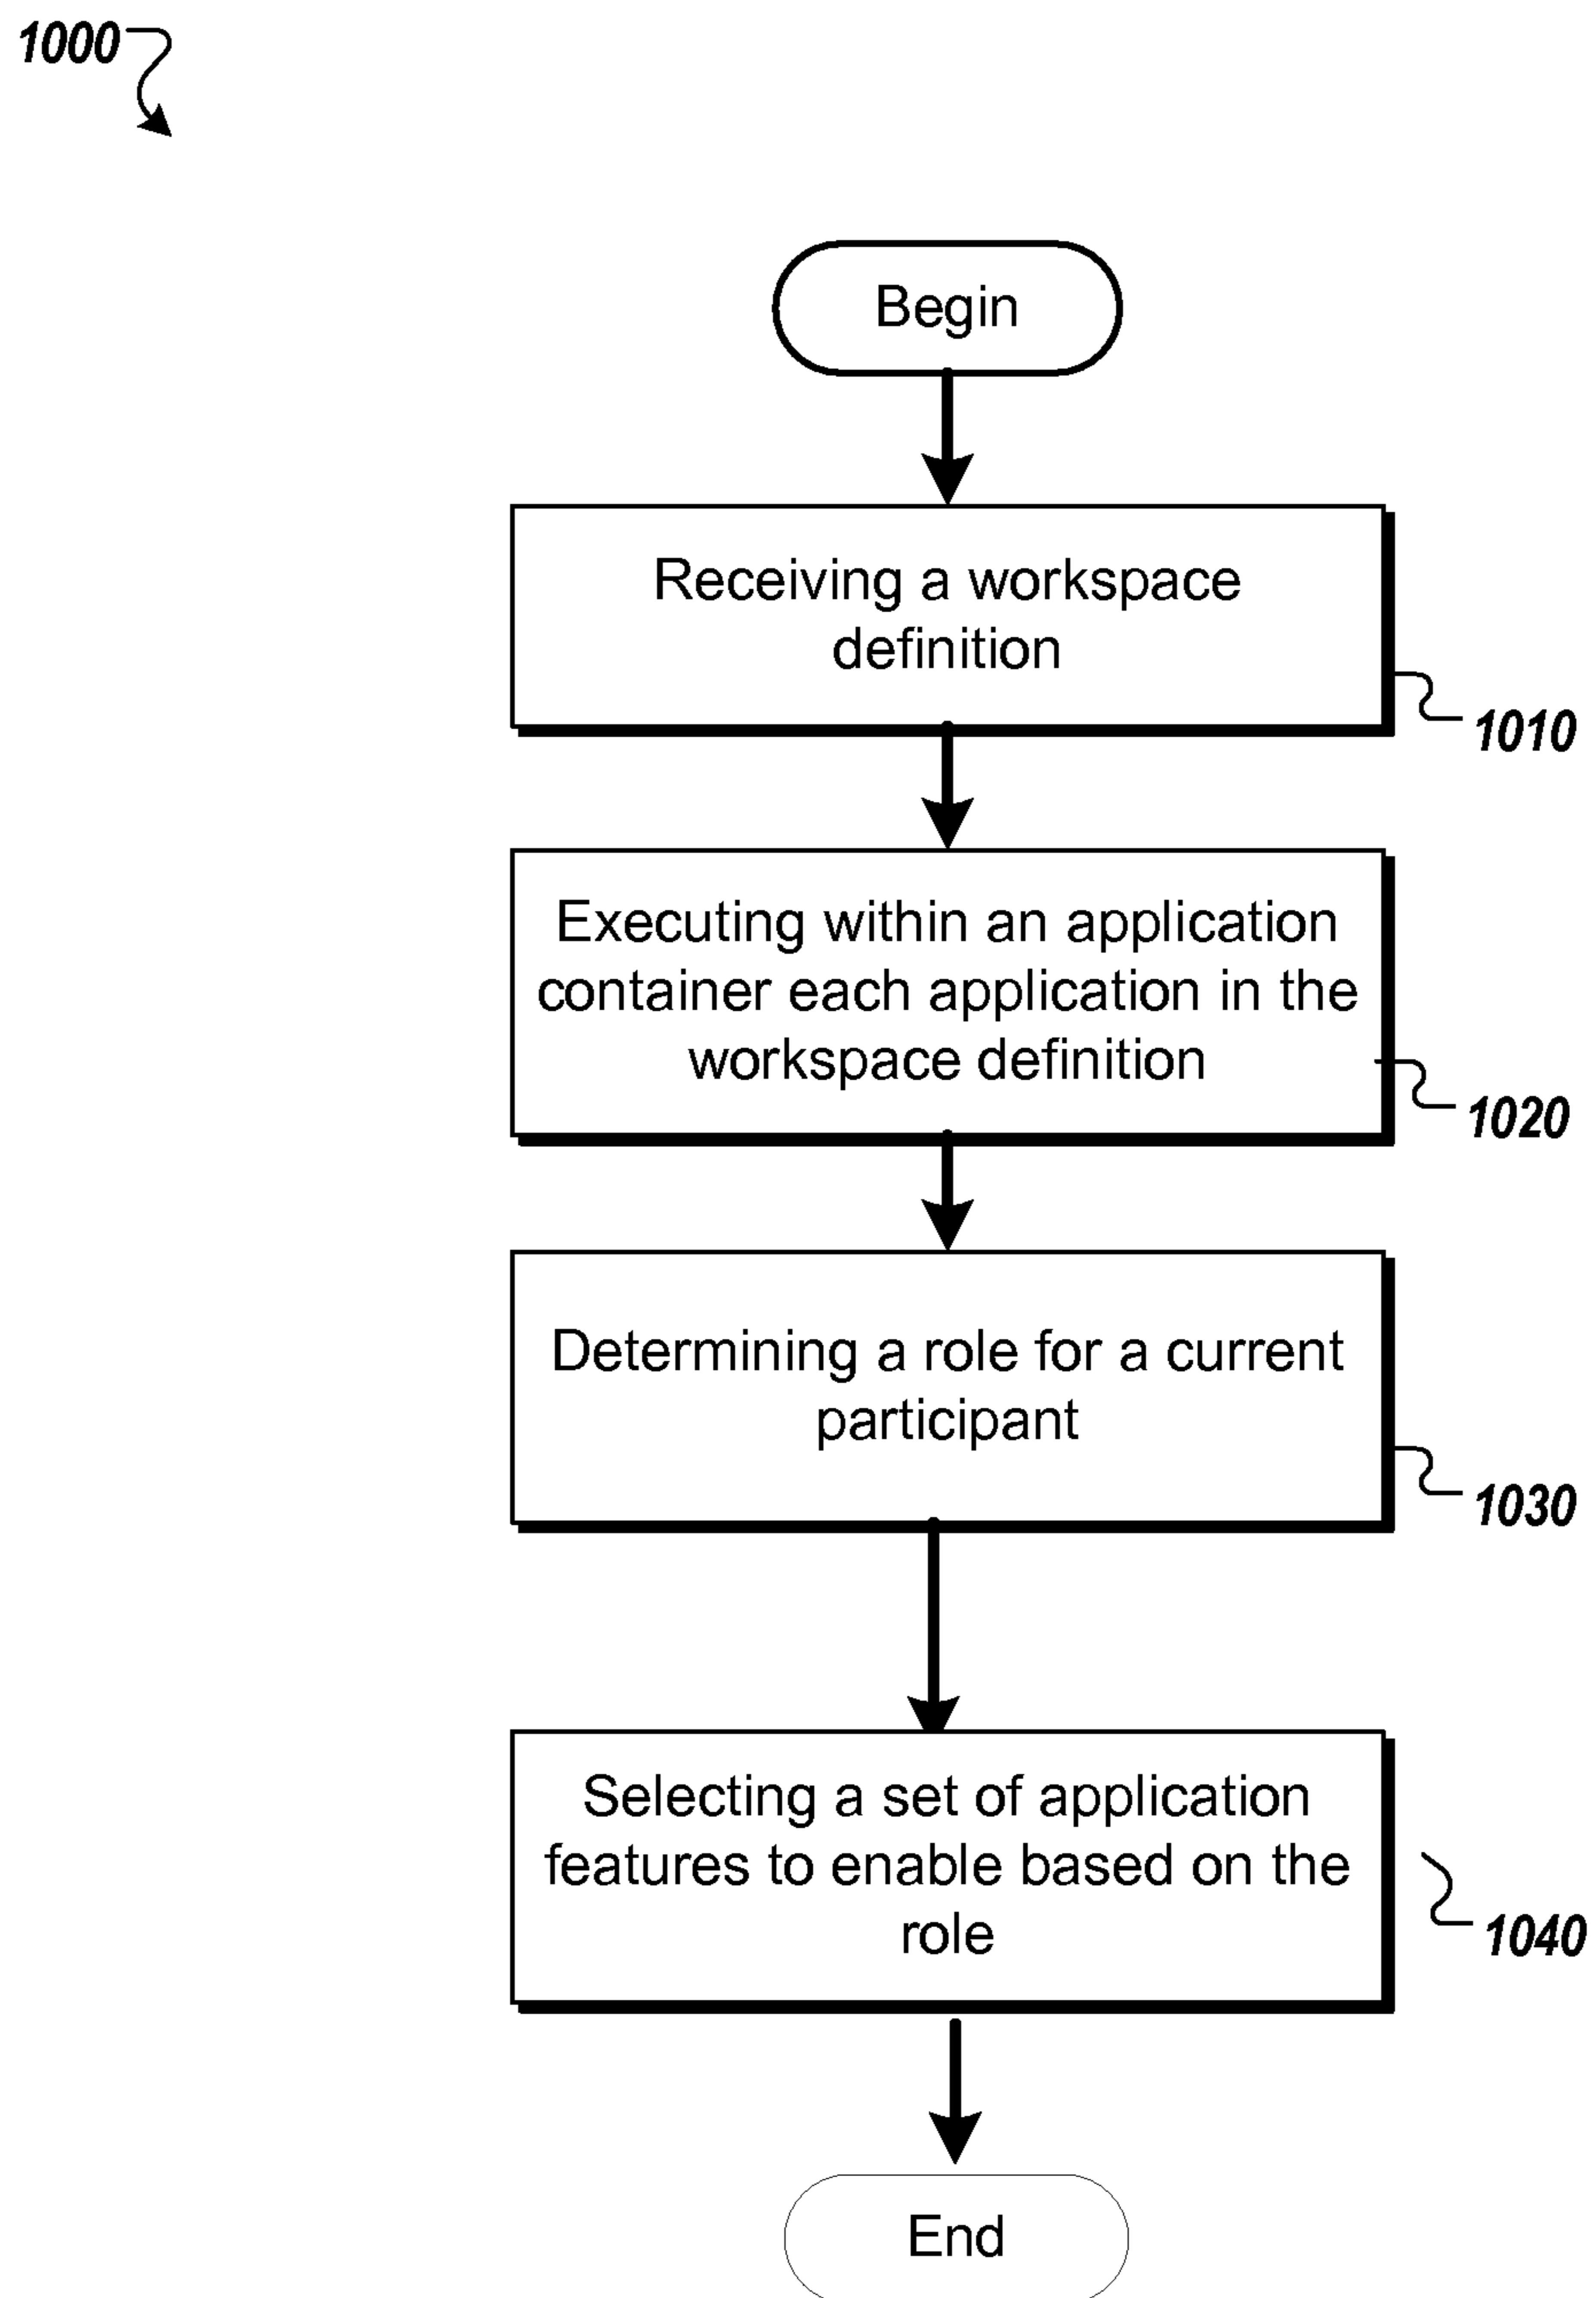 1000
Begin
Receiving a workspace
definition
1010
Executing within an application
container each application in the
workspace definition
1020
Determining a role for a current
participant
1030
Selecting a set of application
features to enable based on the
role
1040
End